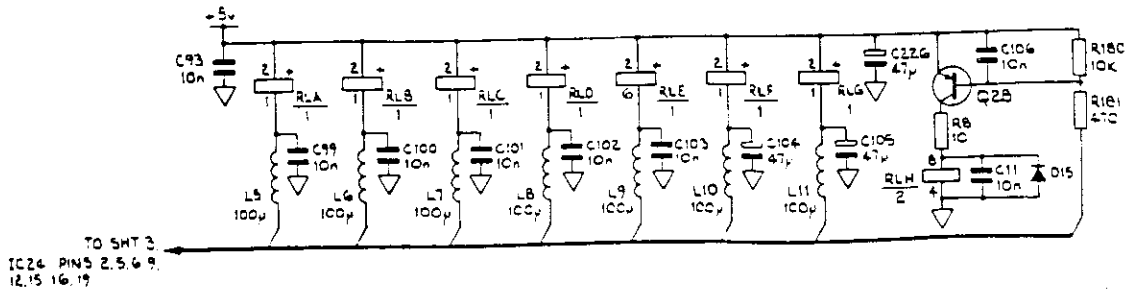 +5v
C93
10n
2
1
RLA
1
C99
10n
L5
100µ
2
1
RLB
1
C100
10n
L6
100µ
2
1
RLC
1
C101
10n
L7
100µ
2
1
RLD
1
C102
10n
L8
100µ
2
6
RLE
1
C103
10n
L9
100µ
2
1
RLF
1
C104
47µ
L10
100µ
2
1
RLG
1
C105
47µ
L11
100µ
C226
47µ
C106
10n
Q28
R180
10K
R181
470
R8
10
8
4
RLH
2
C11
10n
D15
TO SHT 3.
IC24 PINS 2,5,6,9,
12,15 16,19